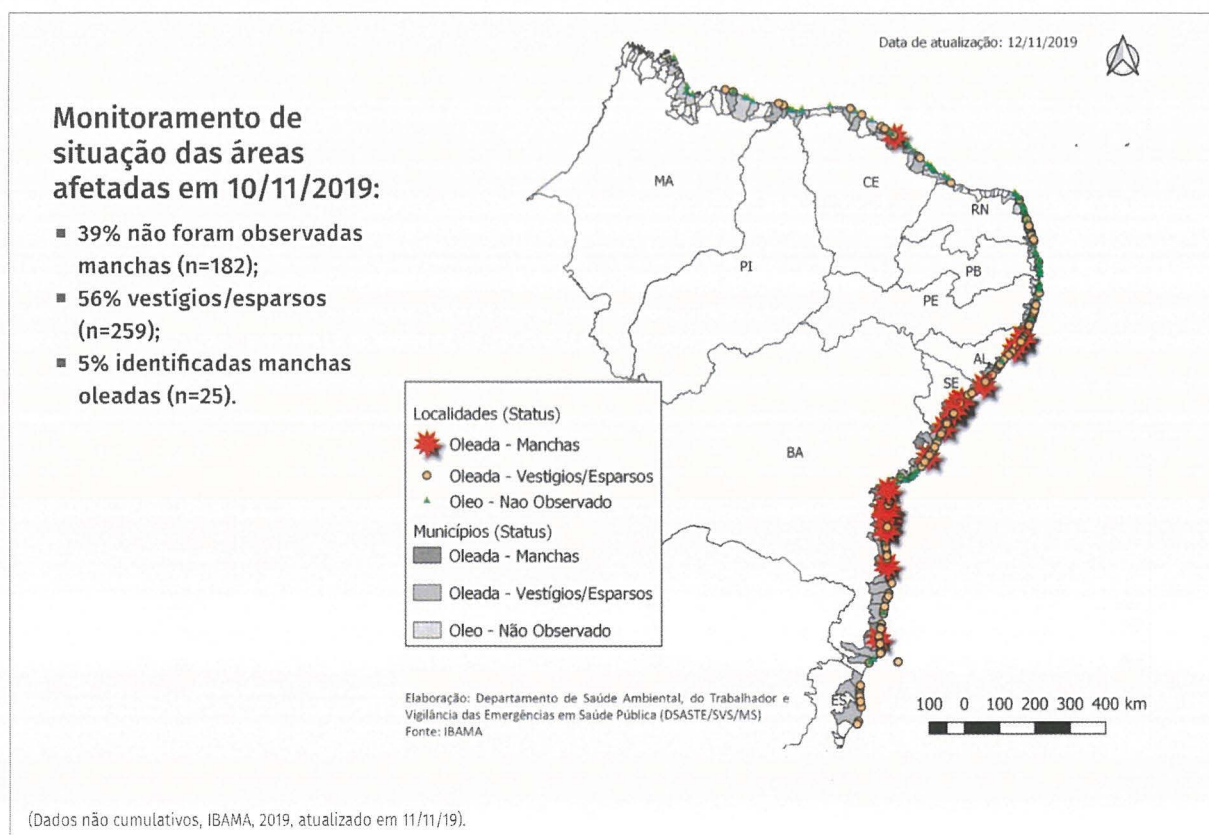 Data de atualização: 12/11/2019
Monitoramento de
situação das áreas
afetadas em 10/11/2019:
▪ 39% não foram observadas
manchas (n=182);
▪ 56% vestígios/esparsos
(n=259);
▪ 5% identificadas manchas
oleadas (n=25).
MA
PI
CE
RN
PB
PE
AL
SE
BA
ES
Localidades (Status)
Oleada - Manchas
Oleada - Vestigios/Esparsos
Oleo - Nao Observado
Municípios (Status)
Oleada - Manchas
Oleada - Vestígios/Esparsos
Oleo - Não Observado
Elaboração: Departamento de Saúde Ambiental, do Trabalhador e
Vigilância das Emergências em Saúde Pública (DSASTE/SVS/MS)
Fonte: IBAMA
100 0 100 200 300 400 km
(Dados não cumulativos, IBAMA, 2019, atualizado em 11/11/19).